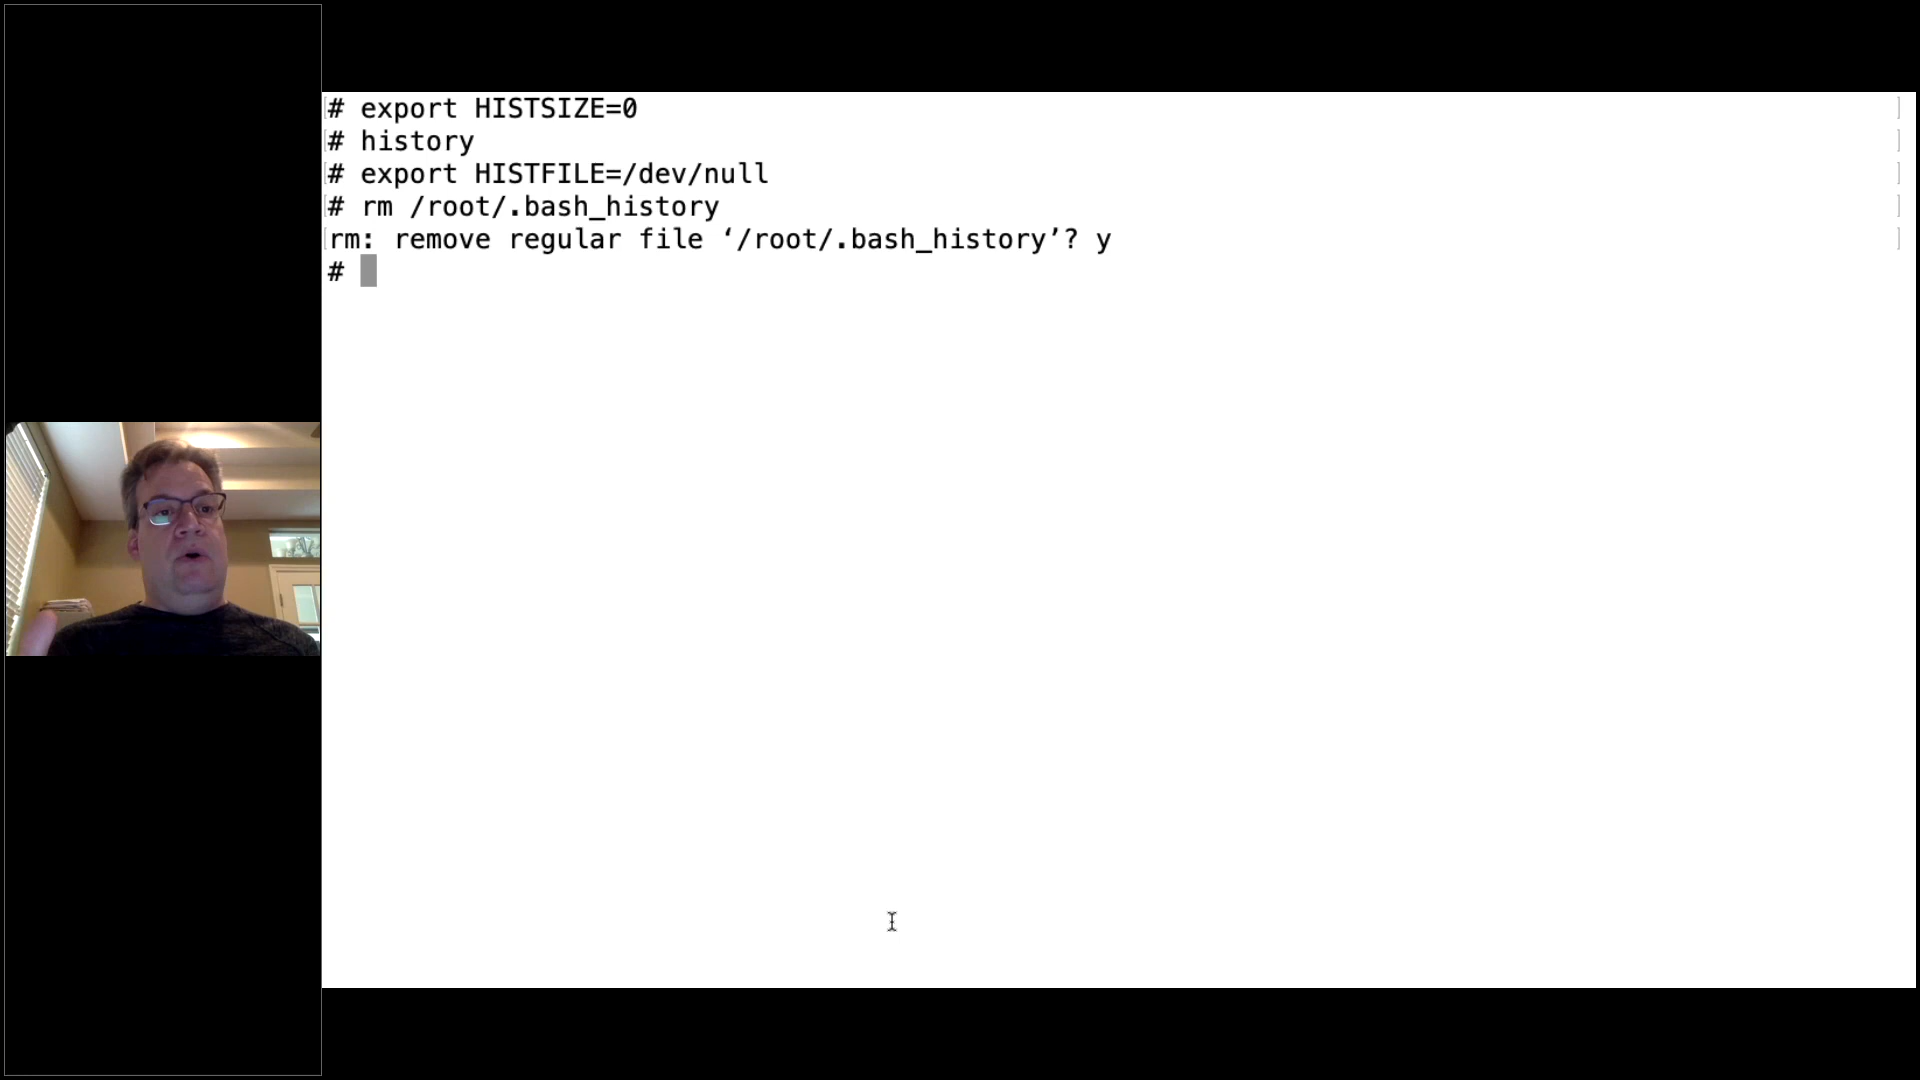 # export HISTSIZE=0
# history
# export HISTFILE=/dev/null
# rm /root/.bash_history
rm: remove regular file ‘/root/.bash_history’? y
#